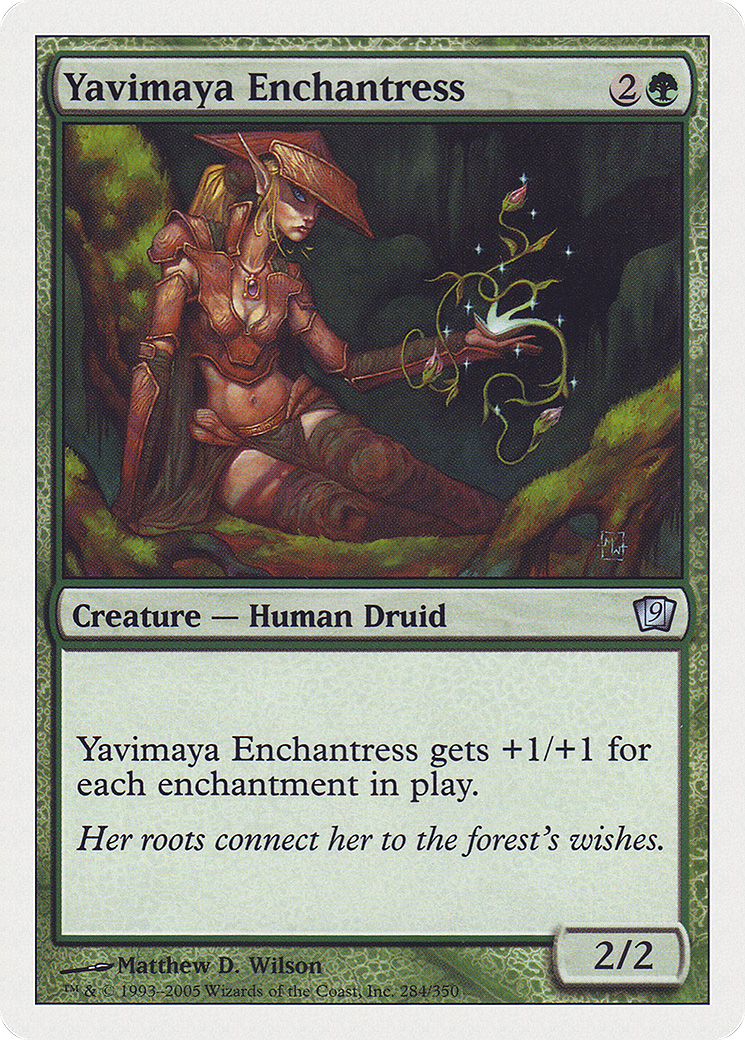 Yavimaya Enchantress 2
Creature — Human Druid 9
Yavimaya Enchantress gets +1/+1 for
each enchantment in play.
Her roots connect her to the forest's wishes.
2/2
Matthew D. Wilson
™ & © 1993–2005 Wizards of the Coast, Inc. 284/350